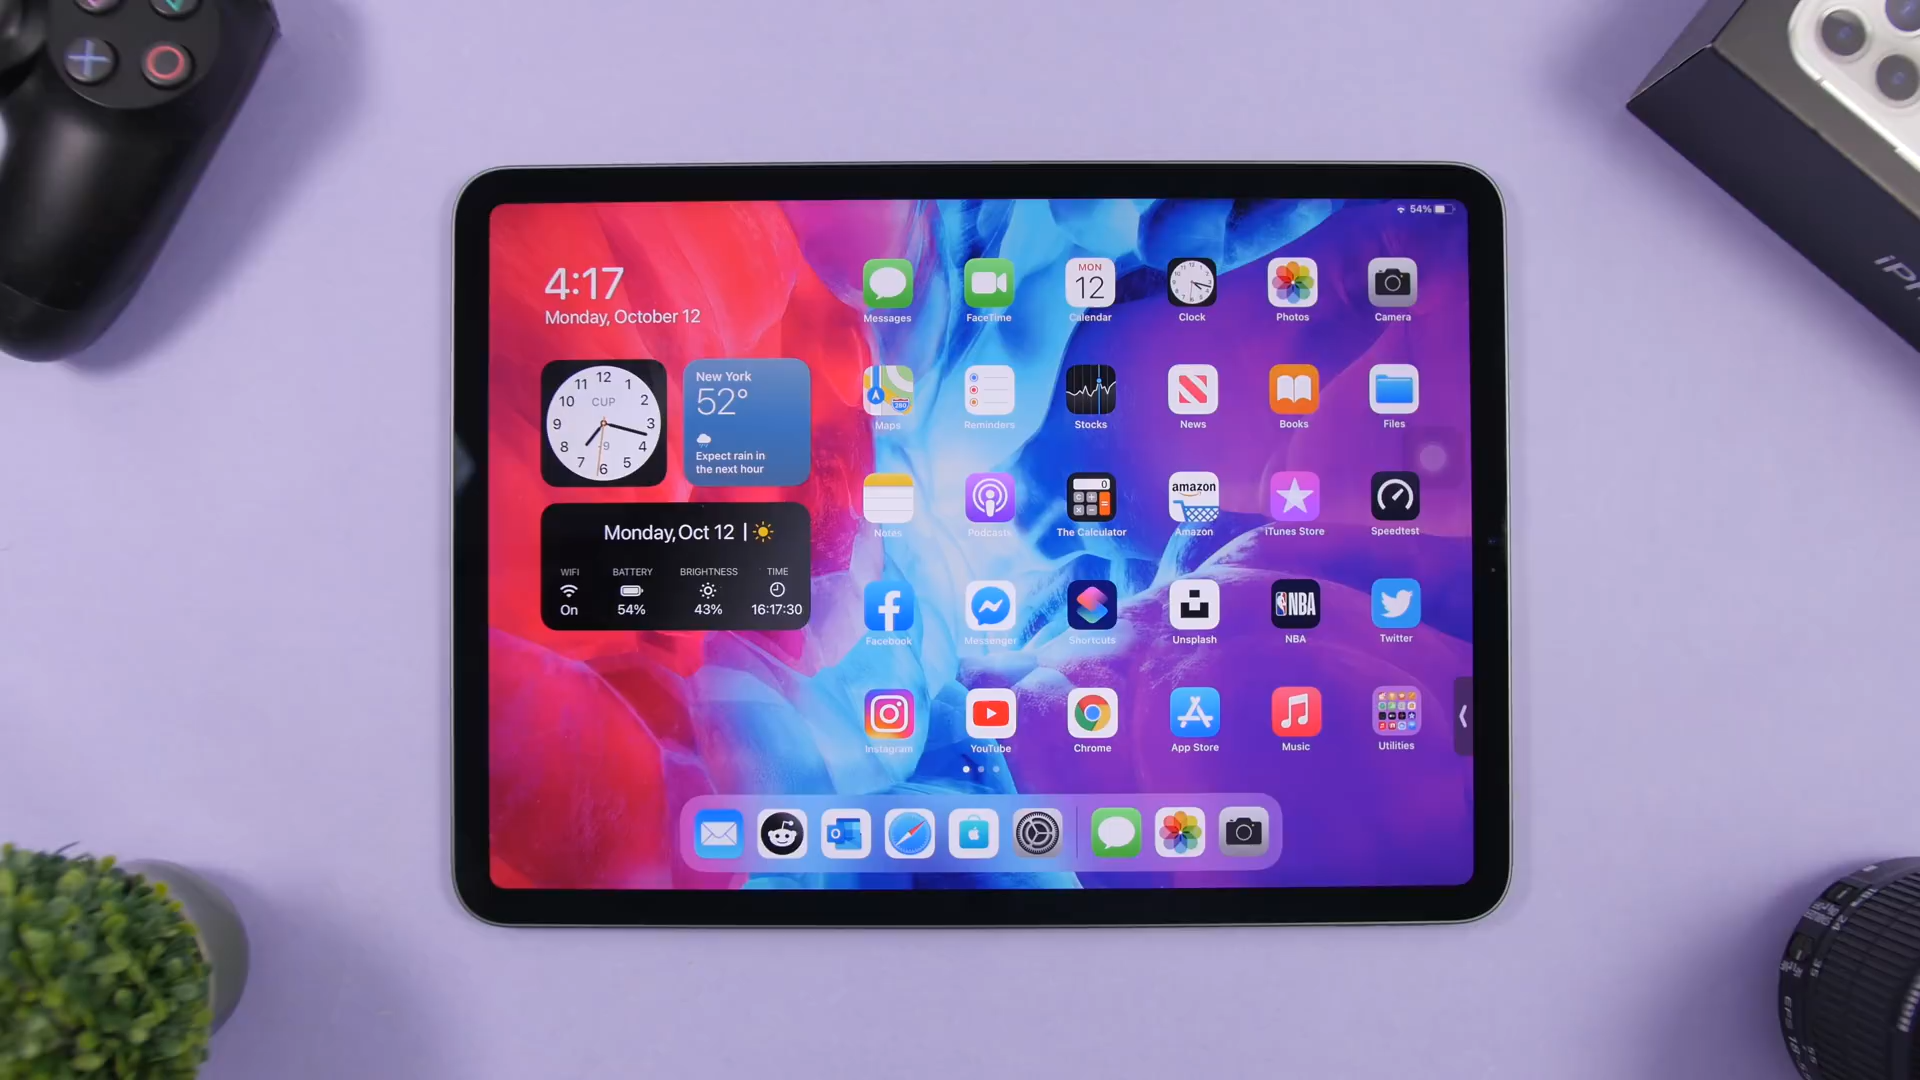 54%
4:17
Monday, October 12
MON
12
Messages
FaceTime
Calendar
Clock
Photos
Camera
12
11
1
10
CUP
2
9
3
-9
8
4
7
5
6
New York
52°
Expect rain in
the next hour
280
Maps
Reminders
Stocks
News
Books
Files
0
amazon
Notes
Podcasts
The Calculator
Amazon
iTunes Store
Speedtest
Monday, Oct 12 |
WIFI
BATTERY
BRIGHTNESS
TIME
On
54%
43%
16:17:30
NBA
Facebook
Messenger
Shortcuts
Unsplash
NBA
Twitter
Instagram
YouTube
Chrome
App Store
Music
Utilities